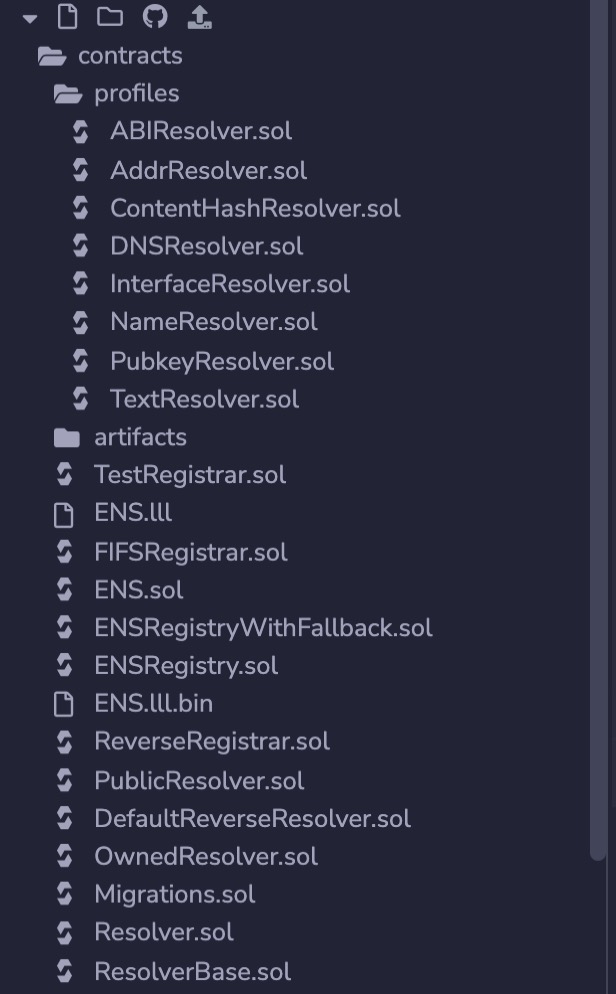 contracts
profiles
ABIResolver.sol
AddrResolver.sol
ContentHashResolver.sol
DNSResolver.sol
InterfaceResolver.sol
NameResolver.sol
PubkeyResolver.sol
TextResolver.sol
artifacts
TestRegistrar.sol
ENS.lll
FIFSRegistrar.sol
ENS.sol
ENSRegistryWithFallback.sol
ENSRegistry.sol
ENS.lll.bin
ReverseRegistrar.sol
PublicResolver.sol
DefaultReverseResolver.sol
OwnedResolver.sol
Migrations.sol
Resolver.sol
ResolverBase.sol